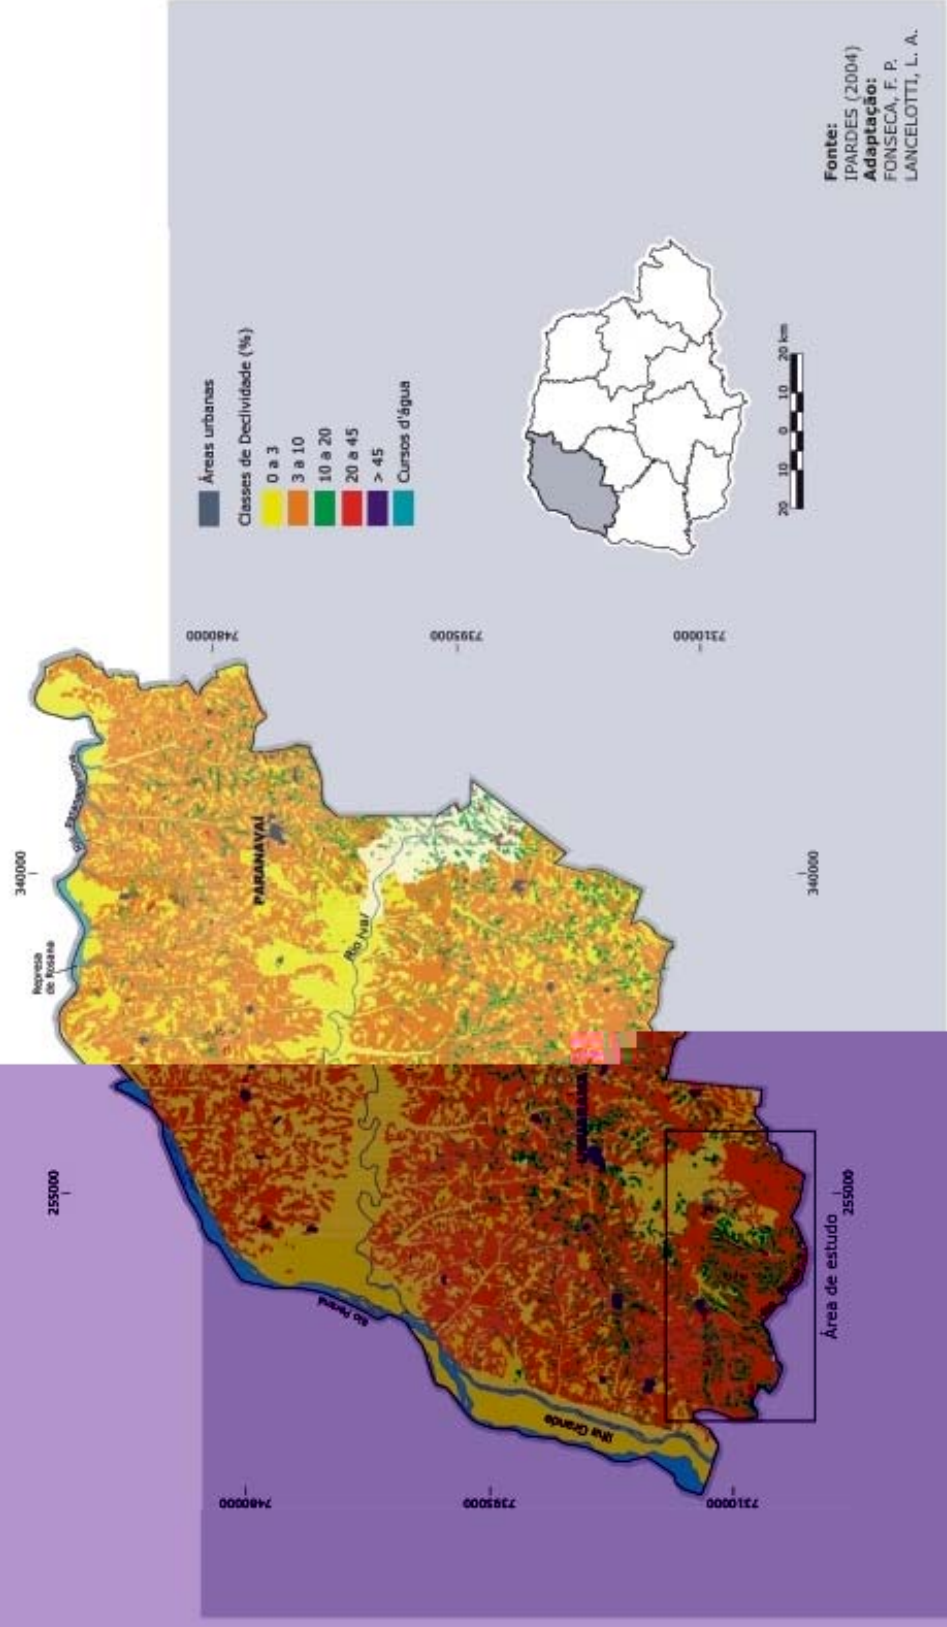 Áreas urbanas
Classes de Declividade (%)
0 a 3
3 a 10
10 a 20
20 a 45
> 45
Cursos d'água
Fonte:
IPARDES (2004)
Adaptação:
FONSECA, F. P.
LANCELOTTI, L. A.
20 10 0 10 20 km
255000
340000
Represa
de Rosana
PARANAVAÍ
Rio Ivaí
Rio Paraná
Ilha Grande
7480000
7395000
7310000
7480000
7395000
7310000
255000
340000
Área de estudo